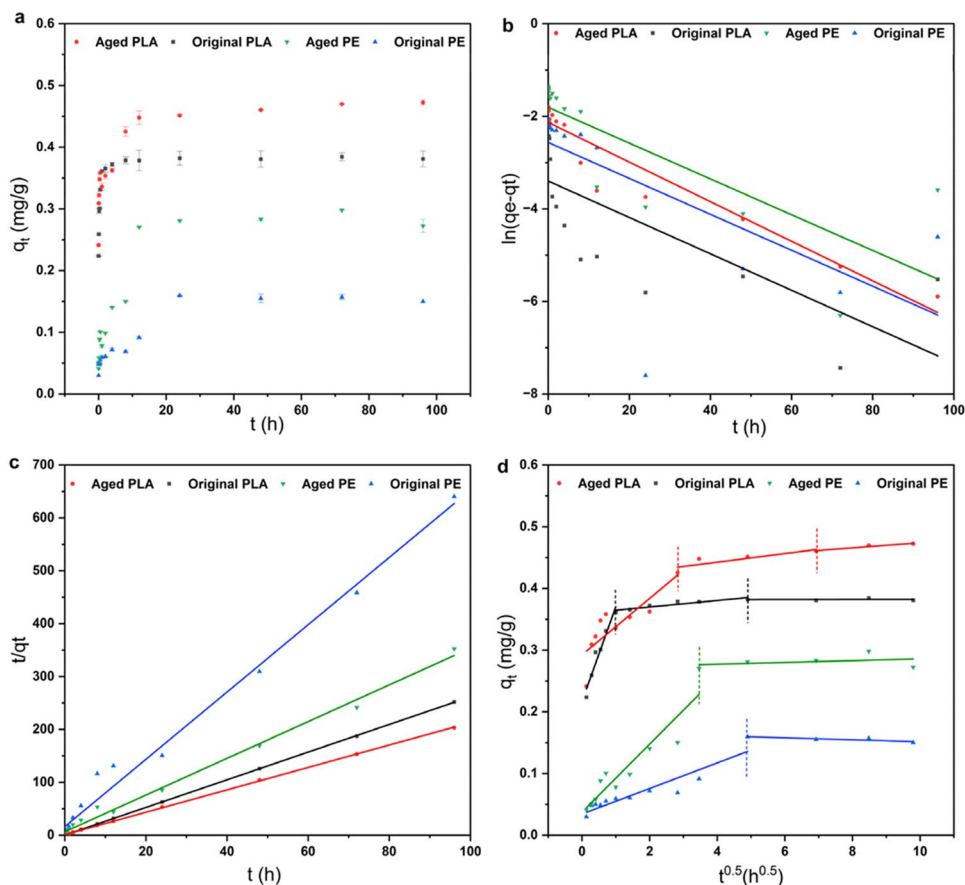 a
Aged PLA Original PLA Aged PE Original PE
qt (mg/g)
0.6
0.5
0.4
0.3
0.2
0.1
0.0
0 20 40 60 80 100
t (h)
b
Aged PLA Original PLA Aged PE Original PE
ln(qe-qt)
0
−2
−4
−6
−8
0 20 40 60 80 100
t (h)
c
Aged PLA Original PLA Aged PE Original PE
t/qt
700
600
500
400
300
200
100
0
0 20 40 60 80 100
t (h)
d
Aged PLA Original PLA Aged PE Original PE
qt (mg/g)
0.6
0.5
0.4
0.3
0.2
0.1
0.0
0 2 4 6 8 10
t^0.5(h^0.5)